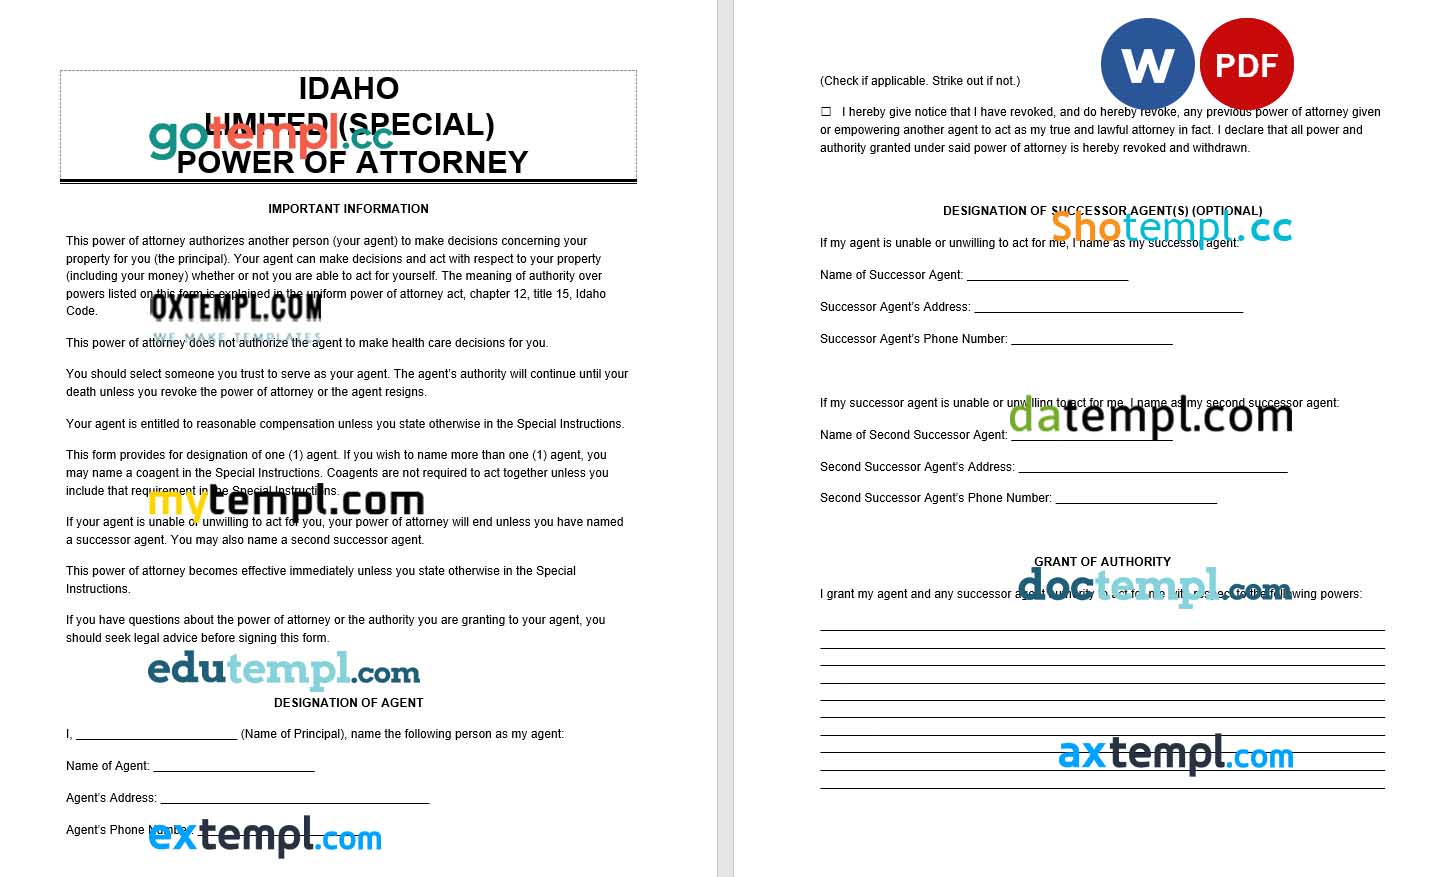 IDAHO
LIMITED (SPECIAL)
gotempl.cc
POWER OF ATTORNEY
IMPORTANT INFORMATION
This power of attorney authorizes another person (your agent) to make decisions concerning your
property for you (the principal). Your agent can make decisions and act with respect to your property
(including your money) whether or not you are able to act for yourself. The meaning of authority over
powers listed on this form is explained in the uniform power of attorney act, chapter 12, title 15, Idaho
OXTEMPL.COM
Code.
WE MAKE TEMPLATES
This power of attorney does not authorize the agent to make health care decisions for you.
You should select someone you trust to serve as your agent. The agent's authority will continue until your
death unless you revoke the power of attorney or the agent resigns.
Your agent is entitled to reasonable compensation unless you state otherwise in the Special Instructions.
This form provides for designation of one (1) agent. If you wish to name more than one (1) agent, you
may name a coagent in the Special Instructions. Coagents are not required to act together unless you
include that requirement in the Special Instructions.
mytempl.com
If your agent is unable or unwilling to act for you, your power of attorney will end unless you have named
a successor agent. You may also name a second successor agent.
This power of attorney becomes effective immediately unless you state otherwise in the Special
Instructions.
If you have questions about the power of attorney or the authority you are granting to your agent, you
should seek legal advice before signing this form.
edutempl.com
DESIGNATION OF AGENT
I, ________________________ (Name of Principal), name the following person as my agent:
Name of Agent: ________________________
Agent's Address: ________________________________________
Agent's Phone Number: ________________________
extempl.com
W PDF
(Check if applicable. Strike out if not.)
☐ I hereby give notice that I have revoked, and do hereby revoke, any previous power of attorney given
or empowering another agent to act as my true and lawful attorney in fact. I declare that all power and
authority granted under said power of attorney is hereby revoked and withdrawn.
DESIGNATION OF SUCCESSOR AGENT(S) (OPTIONAL)
Shotempl.cc
If my agent is unable or unwilling to act for me, I name as my successor agent:
Name of Successor Agent: ________________________
Successor Agent's Address: ________________________________________
Successor Agent's Phone Number: ________________________
If my successor agent is unable or unwilling to act for me, I name as my second successor agent:
datempl.com
Name of Second Successor Agent: ________________________
Second Successor Agent's Address: ________________________________________
Second Successor Agent's Phone Number: ________________________
GRANT OF AUTHORITY
doctempl.com
I grant my agent and any successor agent authority to act for me with respect to the following powers:
axtempl.com